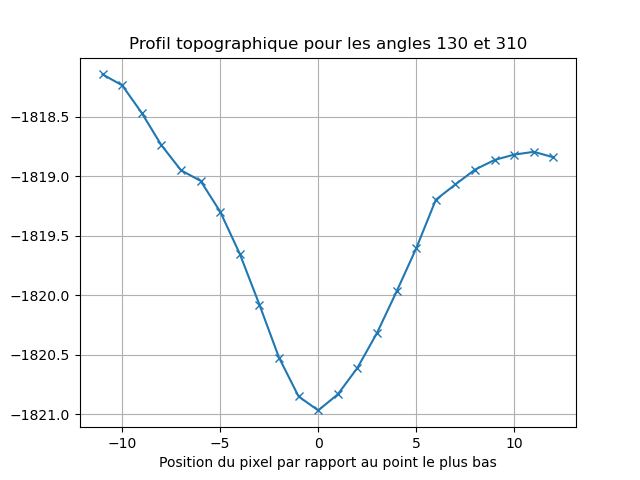 Profil topographique pour les angles 130 et 310
−1818.5
−1819.0
−1819.5
−1820.0
−1820.5
−1821.0
−10 −5 0 5 10
Position du pixel par rapport au point le plus bas